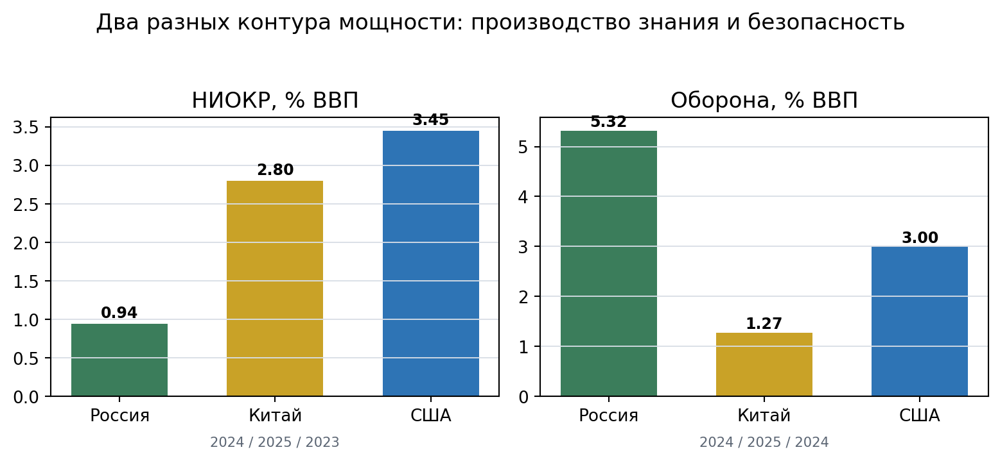 Два разных контура мощности: производство знания и безопасность
НИОКР, % ВВП
3.5
3.0
2.5
2.0
1.5
1.0
0.5
0.0
0.94
2.80
3.45
Россия
Китай
США
2024 / 2025 / 2023
Оборона, % ВВП
5
4
3
2
1
0
5.32
1.27
3.00
Россия
Китай
США
2024 / 2025 / 2024